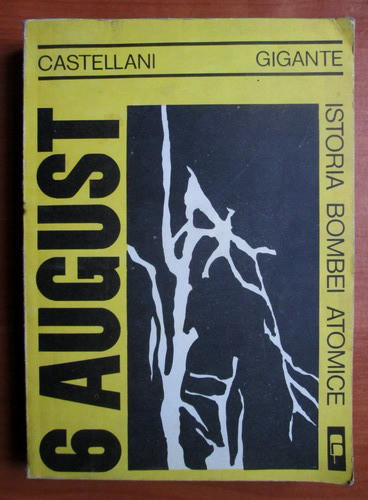 CASTELLANI GIGANTE
6 AUGUST
ISTORIA BOMBEI ATOMICE